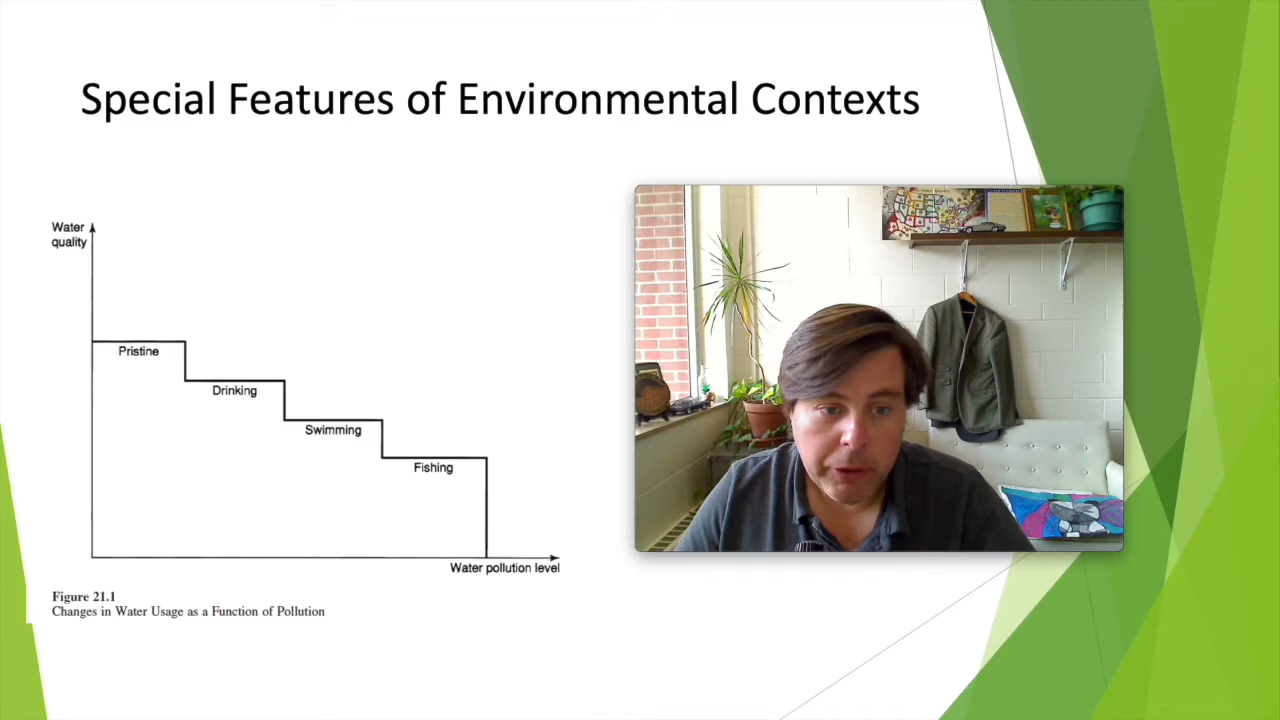 Special Features of Environmental Contexts
Water
quality
Pristine
Drinking
Swimming
Fishing
Water pollution level
Figure 21.1
Changes in Water Usage as a Function of Pollution